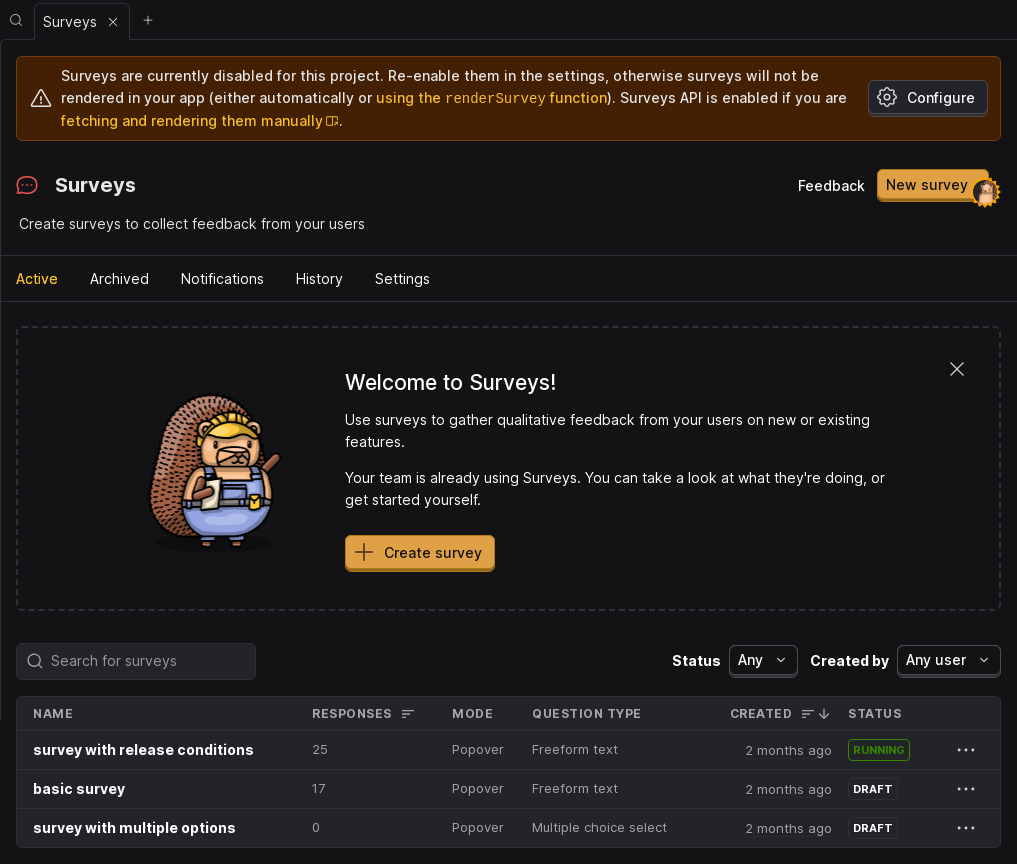 Surveys
Surveys are currently disabled for this project. Re-enable them in the settings, otherwise surveys will not be
rendered in your app (either automatically or using the renderSurvey function). Surveys API is enabled if you are
fetching and rendering them manually.
Configure
Surveys
Feedback
New survey
Create surveys to collect feedback from your users
Active Archived Notifications History Settings
Welcome to Surveys!
Use surveys to gather qualitative feedback from your users on new or existing
features.
Your team is already using Surveys. You can take a look at what they're doing, or
get started yourself.
Create survey
Search for surveys
Status Any Created by Any user
NAME RESPONSES MODE QUESTION TYPE CREATED STATUS
survey with release conditions 25 Popover Freeform text 2 months ago RUNNING
basic survey 17 Popover Freeform text 2 months ago DRAFT
survey with multiple options 0 Popover Multiple choice select 2 months ago DRAFT